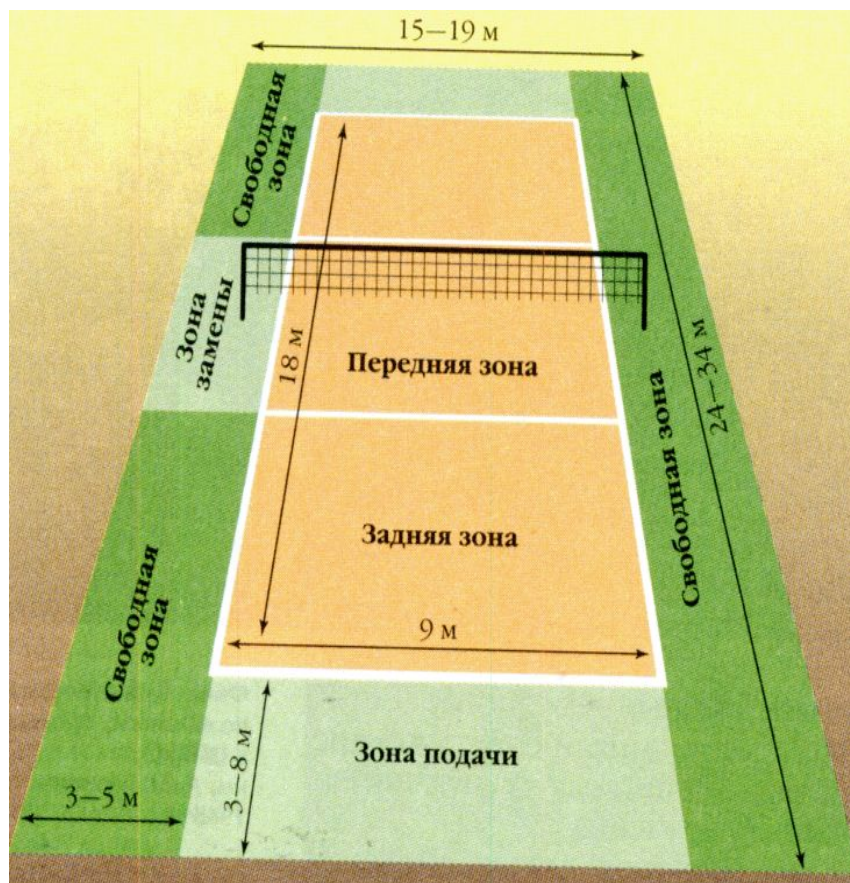 15—19 м
Свободная
зона
Зона
замены
18 м
Передняя зона
24—34 м
Свободная зона
Задняя зона
Свободная
зона
9 м
Зона подачи
3—8 м
3—5 м